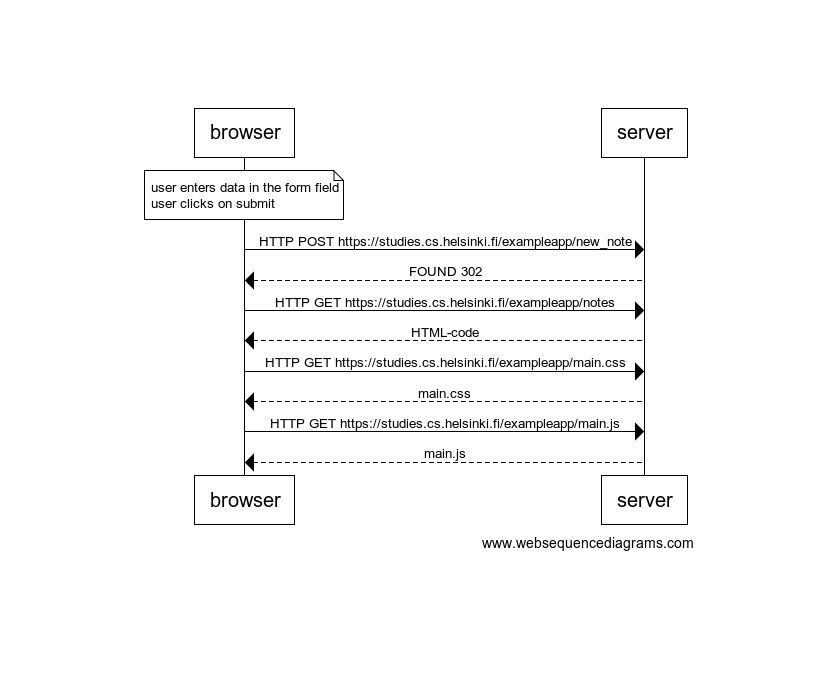 browser
server
user enters data in the form field
user clicks on submit
HTTP POST https://studies.cs.helsinki.fi/exampleapp/new_note
FOUND 302
HTTP GET https://studies.cs.helsinki.fi/exampleapp/notes
HTML-code
HTTP GET https://studies.cs.helsinki.fi/exampleapp/main.css
main.css
HTTP GET https://studies.cs.helsinki.fi/exampleapp/main.js
main.js
browser
server
www.websequencediagrams.com